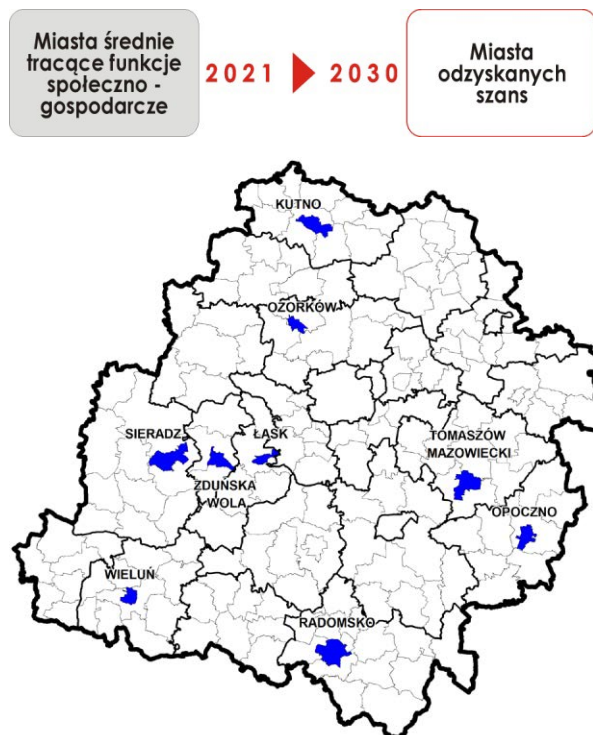 Miasta średnie
tracące funkcje
społeczno -
gospodarcze
2021
2030
Miasta
odzyskanych
szans
KUTNO
OZORKÓW
SIERADZ
ŁASK
ZDUŃSKA
WOLA
TOMASZÓW
MAZOWIECKI
OPOCZNO
WIELUŃ
RADOMSKO